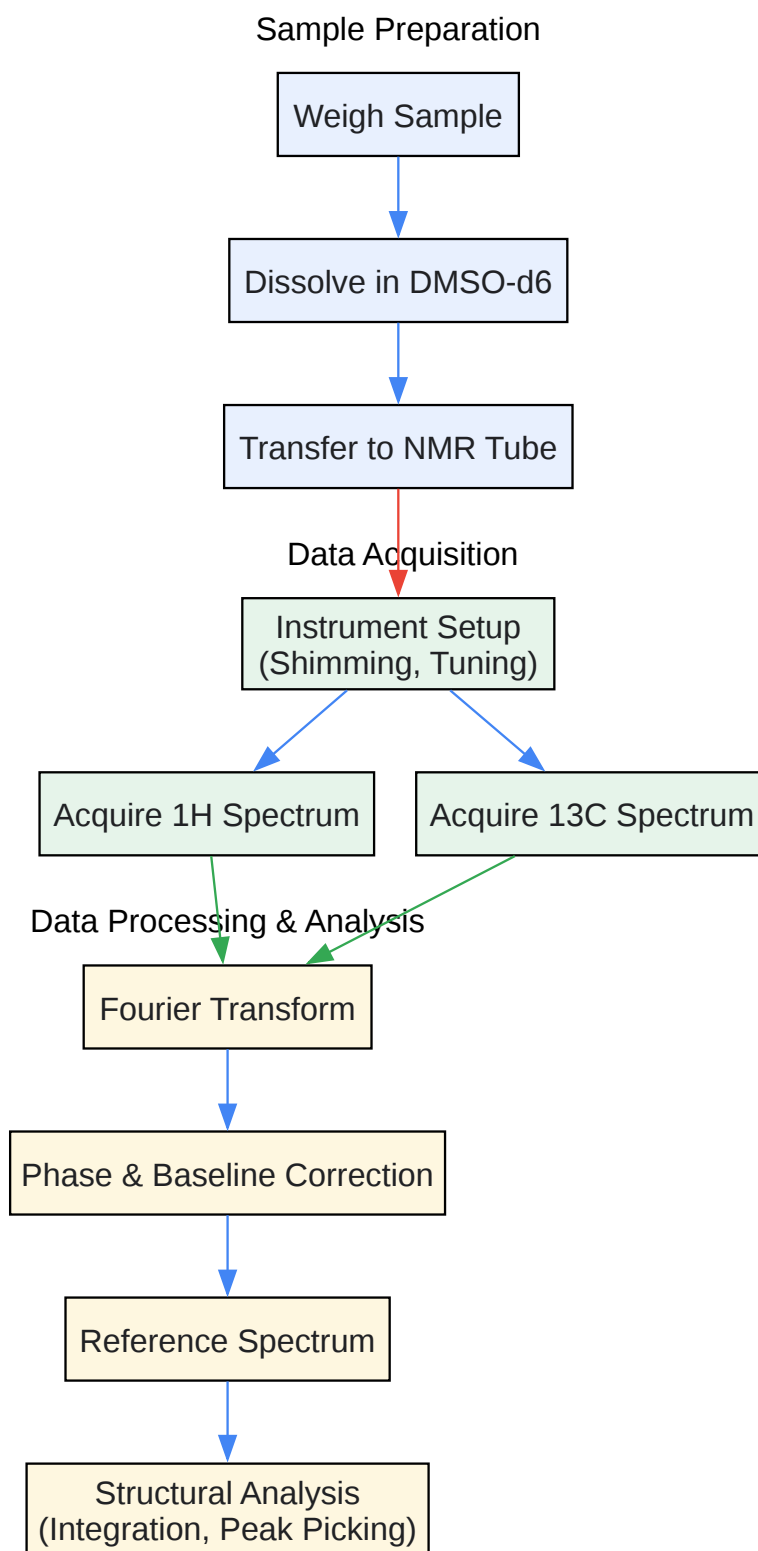 Sample Preparation
Weigh Sample
Dissolve in DMSO-d6
Transfer to NMR Tube
Data Acquisition
Instrument Setup
(Shimming, Tuning)
Acquire 1H Spectrum
Acquire 13C Spectrum
Data Processing & Analysis
Fourier Transform
Phase & Baseline Correction
Reference Spectrum
Structural Analysis
(Integration, Peak Picking)